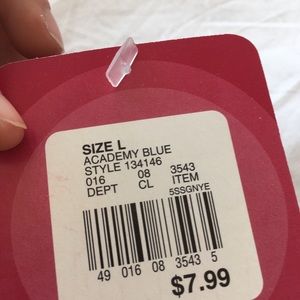 SIZE L
ACADEMY BLUE
STYLE 134146
016 08 3543
DEPT CL ITEM
5SSGNYE
49 016 08 3543 5
$7.99